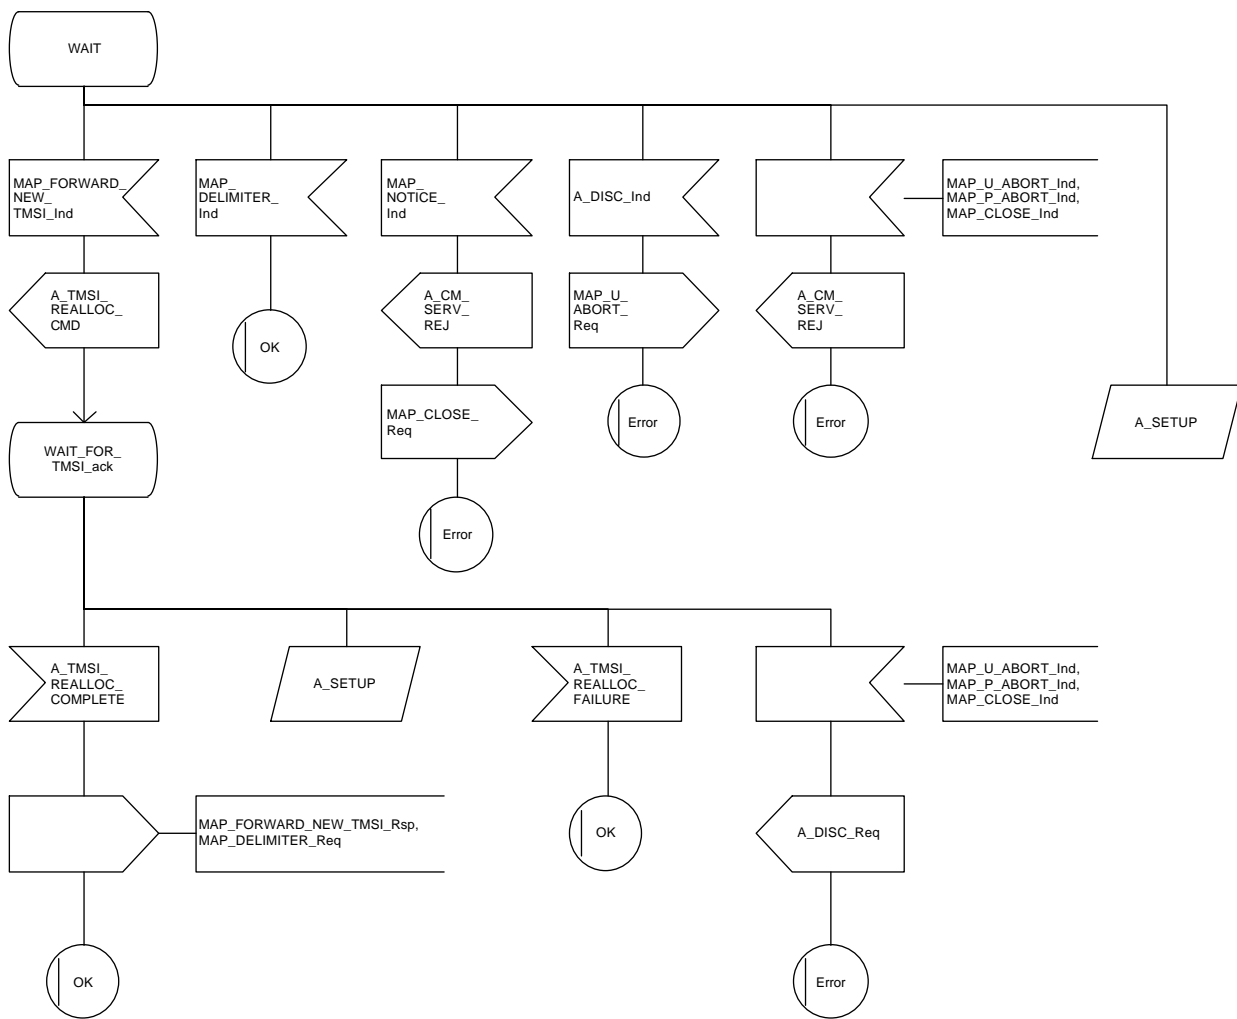 WAIT
MAP_FORWARD_
NEW_
TMSI_Ind
MAP_
DELIMITER_
Ind
MAP_
NOTICE_
Ind
A_DISC_Ind
MAP_U_ABORT_Ind,
MAP_P_ABORT_Ind,
MAP_CLOSE_Ind
A_TMSI_
REALLOC_
CMD
OK
A_CM_
SERV_
REJ
MAP_U_
ABORT_
Req
A_CM_
SERV_
REJ
MAP_CLOSE_
Req
Error
Error
A_SETUP
WAIT_FOR_
TMSI_ack
Error
A_TMSI_
REALLOC_
COMPLETE
A_SETUP
A_TMSI_
REALLOC_
FAILURE
MAP_U_ABORT_Ind,
MAP_P_ABORT_Ind,
MAP_CLOSE_Ind
MAP_FORWARD_NEW_TMSI_Rsp,
MAP_DELIMITER_Req
OK
A_DISC_Req
OK
Error